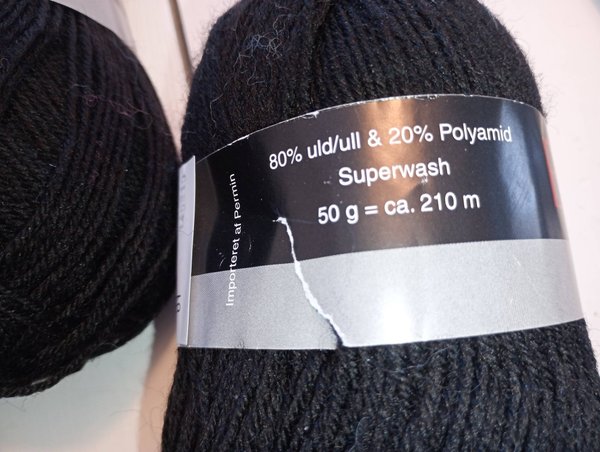 80% uld/ull & 20% Polyamid
Superwash
50 g = ca. 210 m
Importeret af Permin